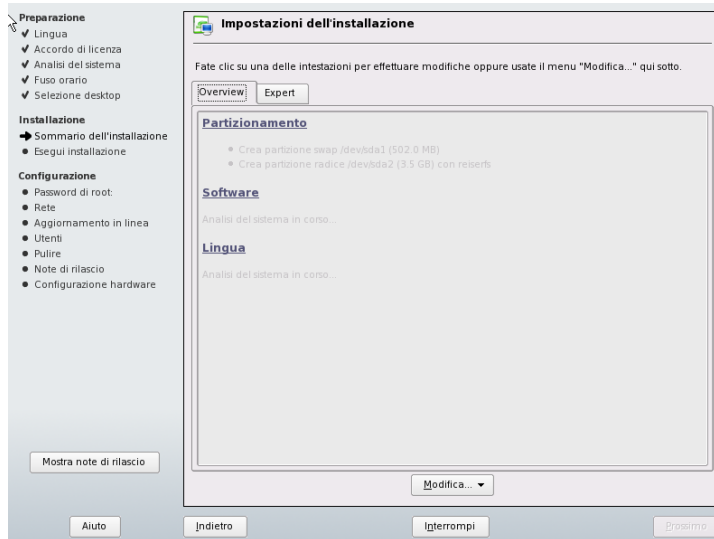 Preparazione
Lingua
Accordo di licenza
Analisi del sistema
Fuso orario
Selezione desktop
Installazione
Sommario dell'installazione
Esegui installazione
Configurazione
Password di root:
Rete
Aggiornamento in linea
Utenti
Pulire
Note di rilascio
Configurazione hardware
Mostra note di rilascio
Aiuto
Impostazioni dell'installazione
Fate clic su una delle intestazioni per effettuare modifiche oppure usate il menu "Modifica..." qui sotto.
Overview Expert
Partizionamento
Crea partizione swap /dev/sda1 (502.0 MB)
Crea partizione radice /dev/sda2 (3.5 GB) con reiserfs
Software
Analisi del sistema in corso...
Lingua
Analisi del sistema in corso...
Modifica...
Indietro Interrompi Prossimo